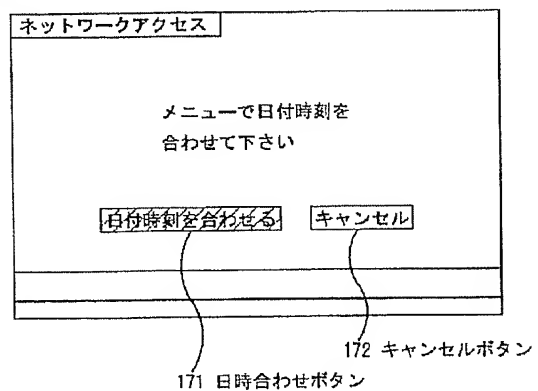 ネットワークアクセス
メニューで日付時刻を
合わせて下さい
日付時刻を合わせる
キャンセル
172 キャンセルボタン
171 日時合わせボタン